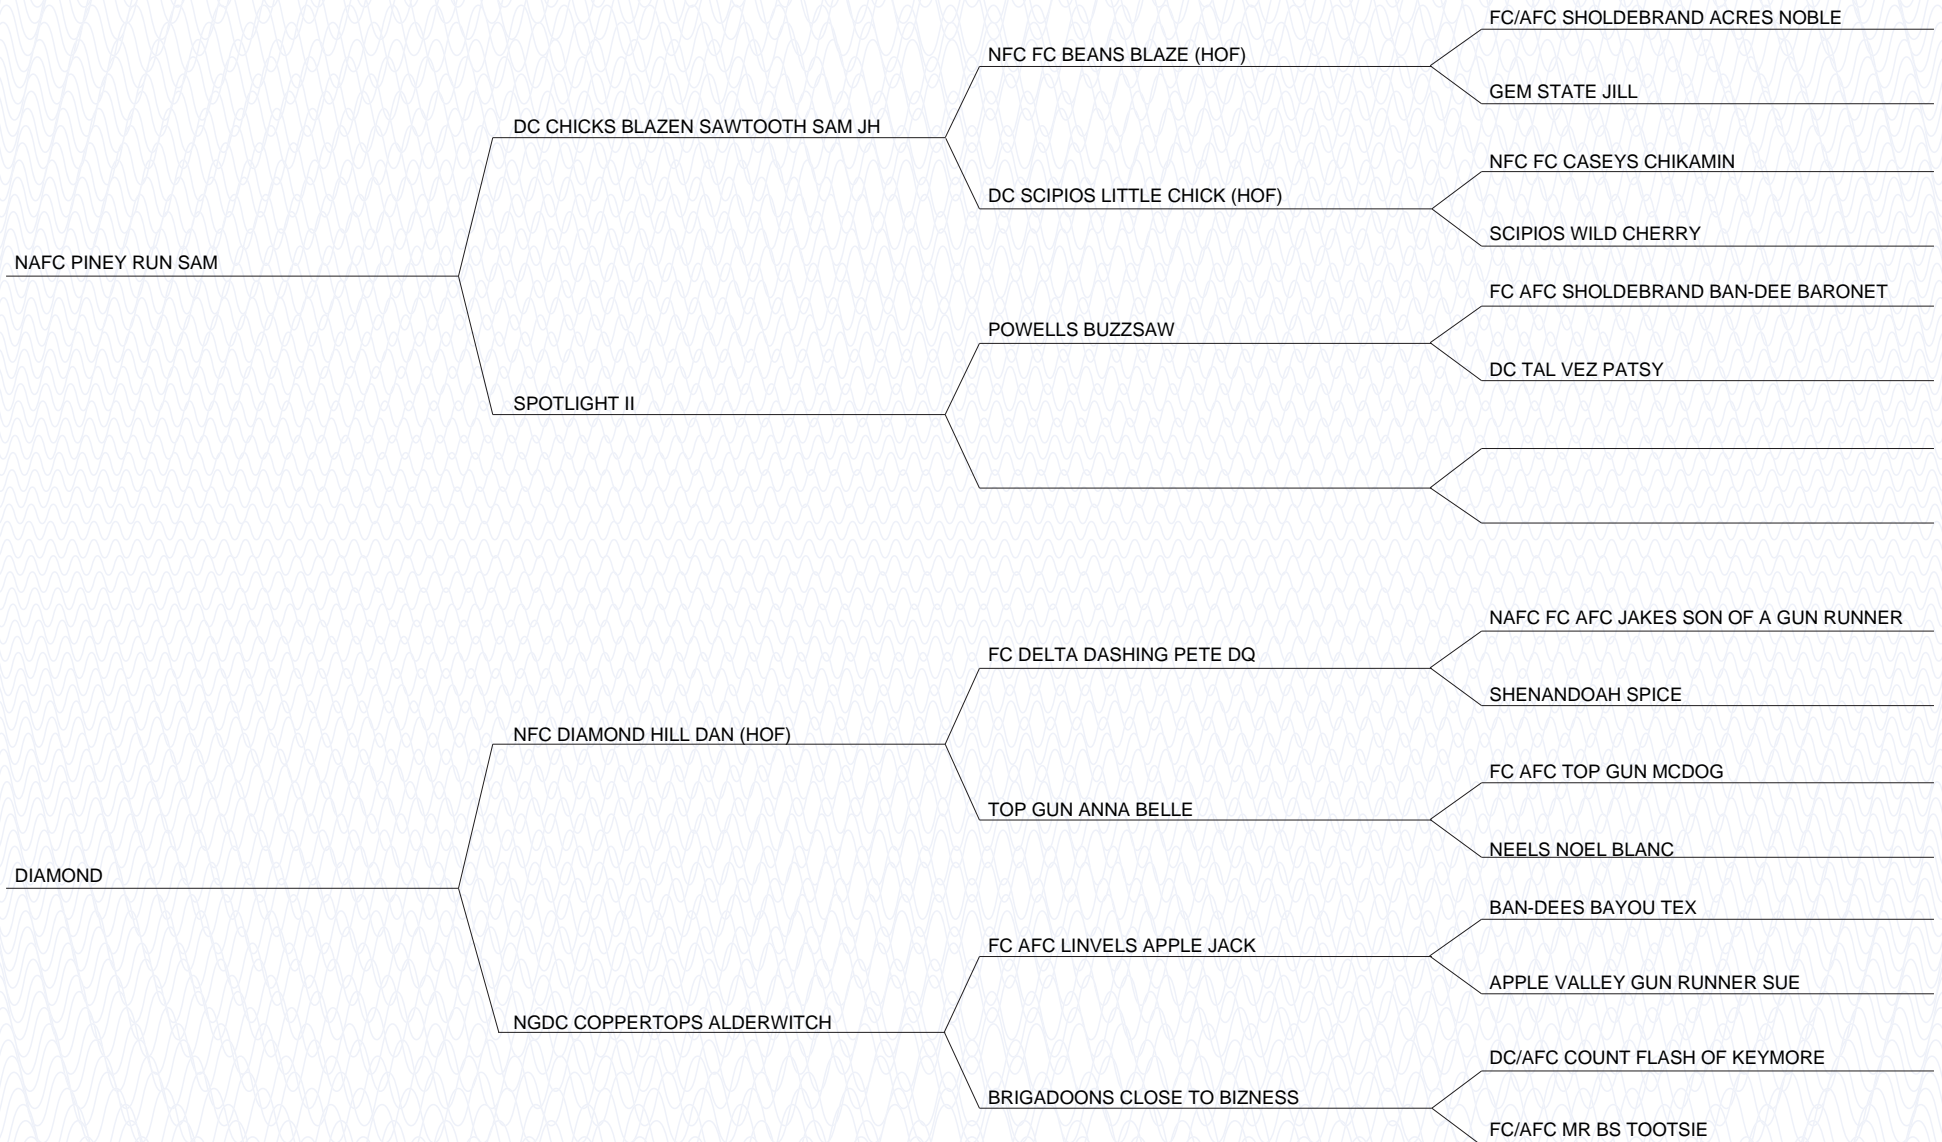 FC/AFC SHOLDEBRAND ACRES NOBLE
NFC FC BEANS BLAZE (HOF)
GEM STATE JILL
DC CHICKS BLAZEN SAWTOOTH SAM JH
NFC FC CASEYS CHIKAMIN
DC SCIPIOS LITTLE CHICK (HOF)
SCIPIOS WILD CHERRY
NAFC PINEY RUN SAM
FC AFC SHOLDEBRAND BAN-DEE BARONET
POWELLS BUZZSAW
DC TAL VEZ PATSY
SPOTLIGHT II
NAFC FC AFC JAKES SON OF A GUN RUNNER
FC DELTA DASHING PETE DQ
SHENANDOAH SPICE
NFC DIAMOND HILL DAN (HOF)
FC AFC TOP GUN MCDOG
TOP GUN ANNA BELLE
NEELS NOEL BLANC
DIAMOND
BAN-DEES BAYOU TEX
FC AFC LINVELS APPLE JACK
APPLE VALLEY GUN RUNNER SUE
NGDC COPPERTOPS ALDERWITCH
DC/AFC COUNT FLASH OF KEYMORE
BRIGADOONS CLOSE TO BIZNESS
FC/AFC MR BS TOOTSIE